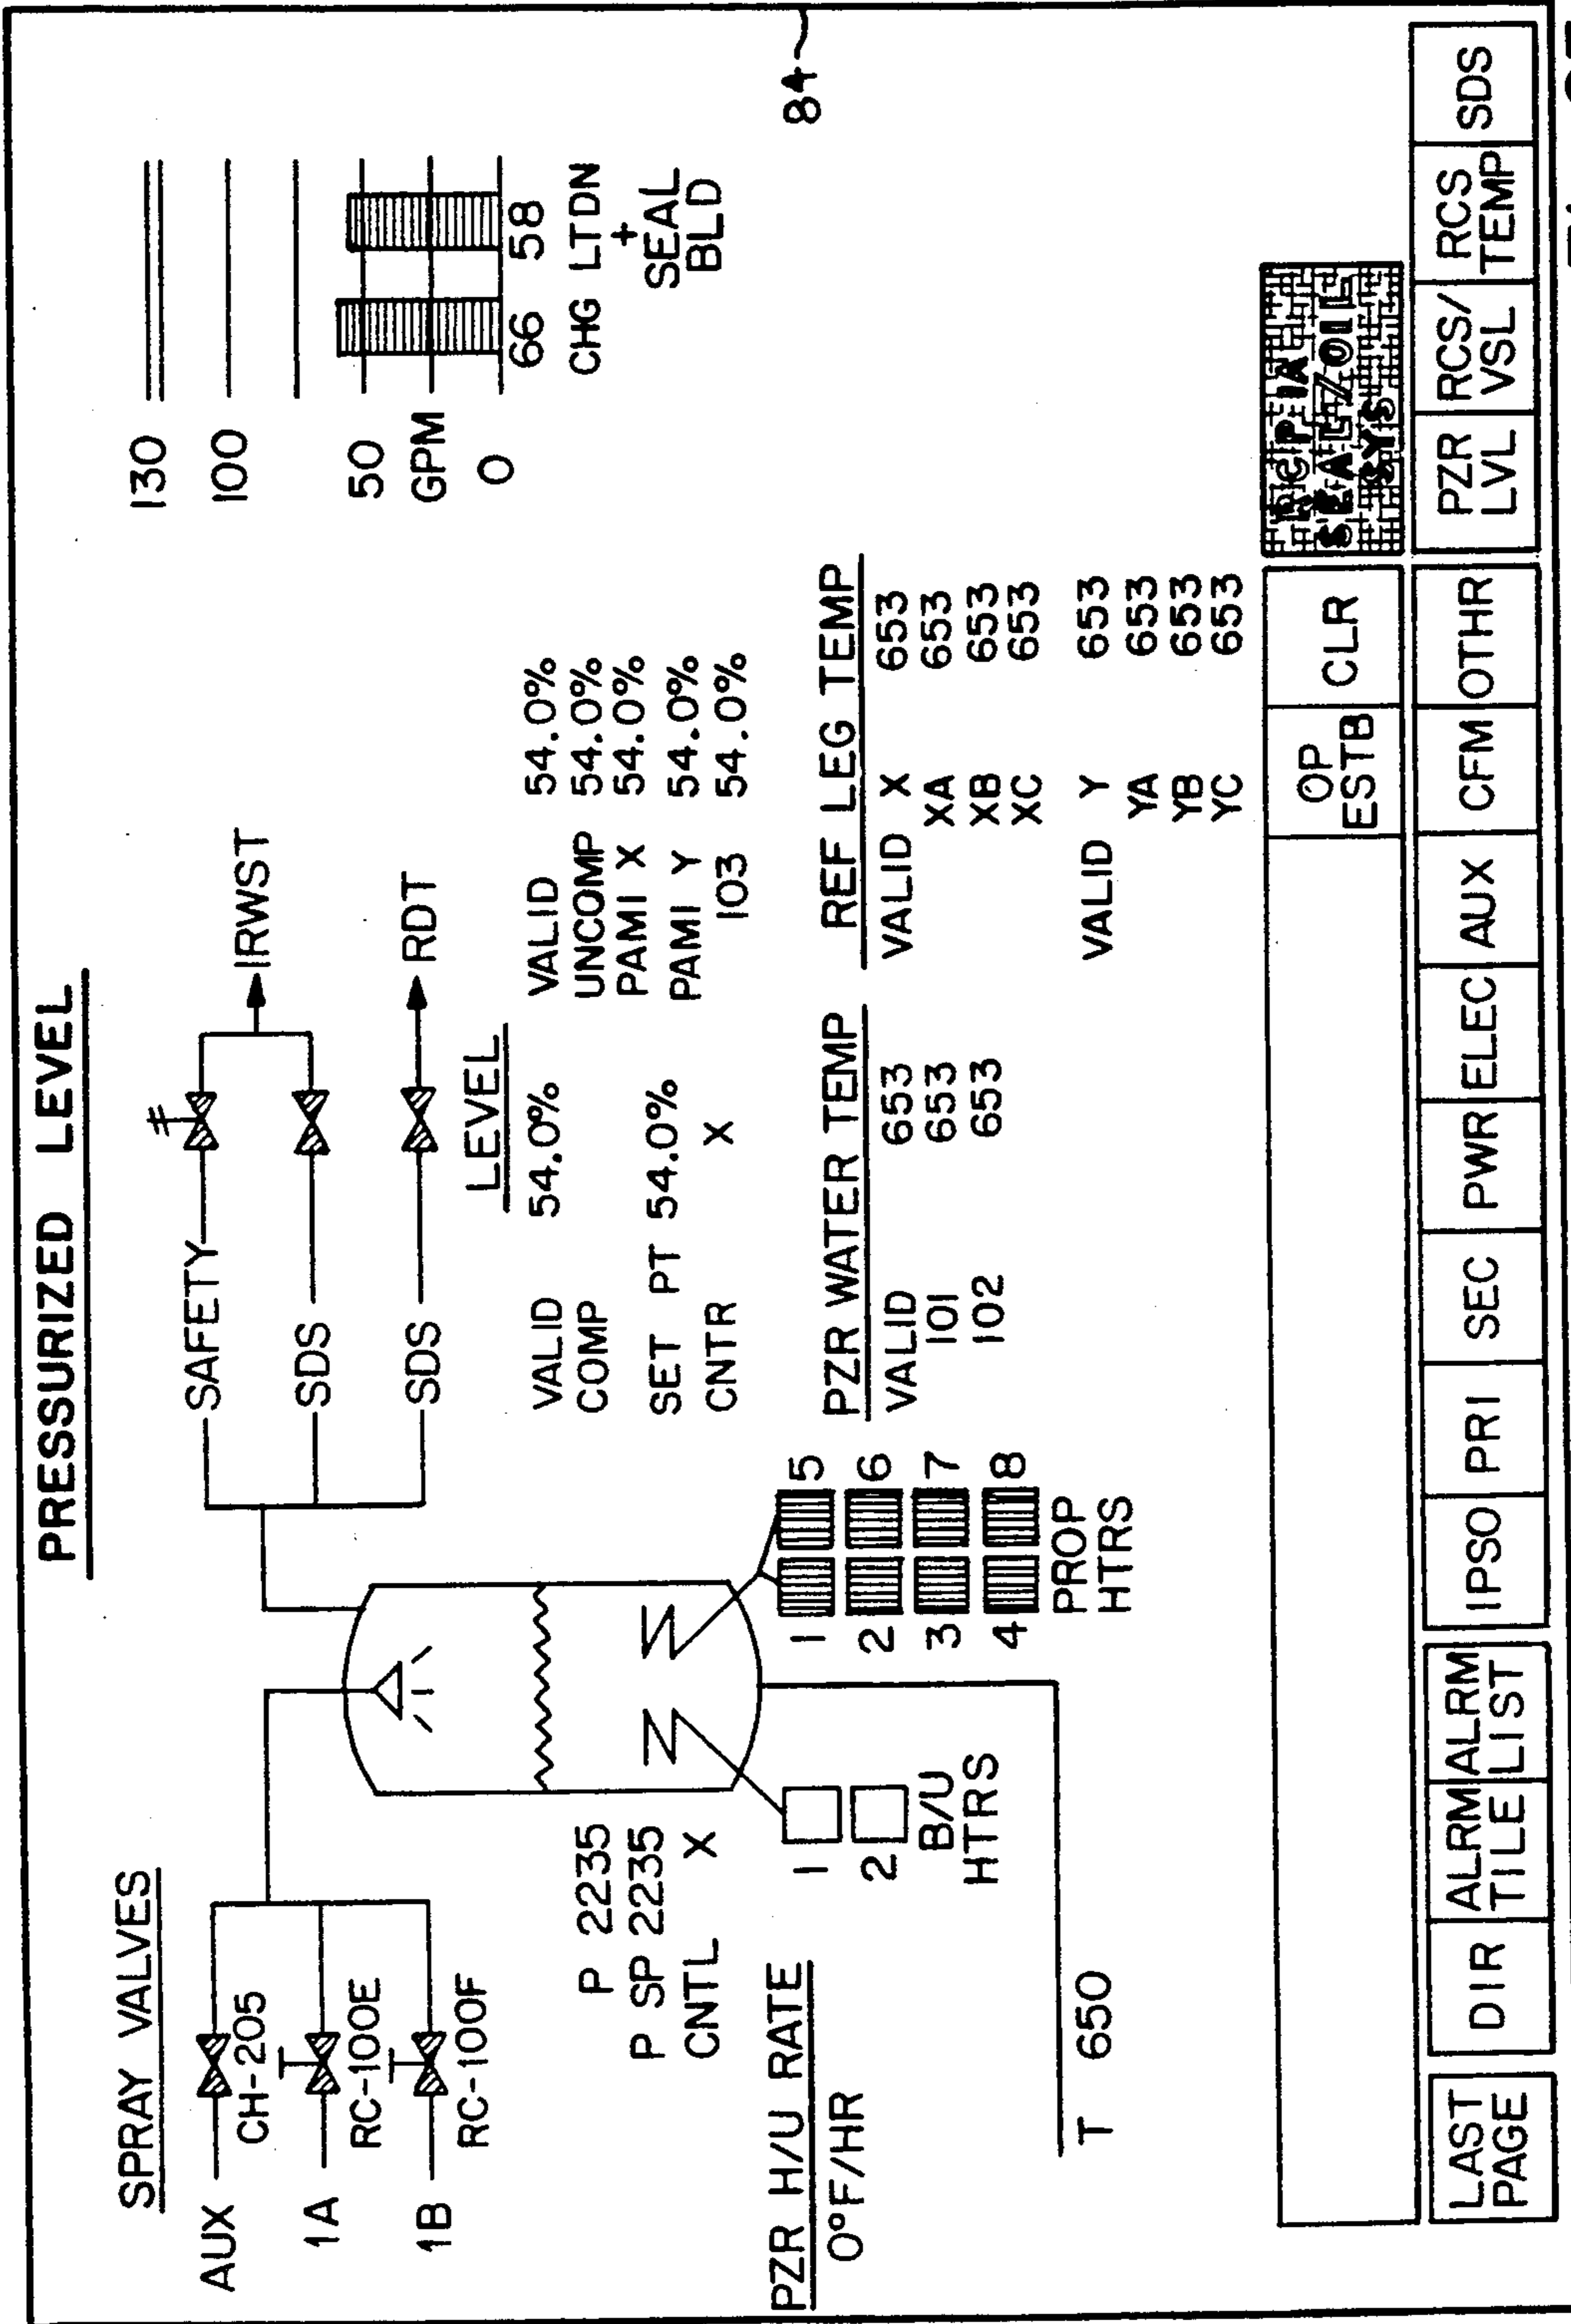 PRESSURIZED LEVEL
SPRAY VALVES
AUX
CH-205
1A
RC-100E
1B
RC-100F
SAFETY
IRWST
SDS
SDS
RDT
130
100
50
GPM
0
66 58
CHG LTDN
+
SEAL
BLD
84
P 2235
P SP 2235
CNTL X
PZR H/U RATE
0°F/HR
T 650
1
2
B/U
HTRS
1 5
2 6
3 7
4 8
PROP
HTRS
LEVEL
VALID 54.0% VALID 54.0%
COMP UNCOMP 54.0%
PAMI X 54.0%
SET PT 54.0% PAMI Y 54.0%
CNTR X 103 54.0%
PZR WATER TEMP
VALID 653
101 653
102 653
REF LEG TEMP
VALID X 653
XA 653
XB 653
XC 653
VALID Y 653
YA 653
YB 653
YC 653
OP
ESTB
CLR
RCP 1A
SEAL/OIL
SYS
LAST
PAGE
DIR
ALRM
TILE
ALRM
LIST
IPSO
PRI
SEC
PWR
ELEC
AUX
CFM
OTHR
PZR
LVL
RCS/
VSL
RCS
TEMP
SDS